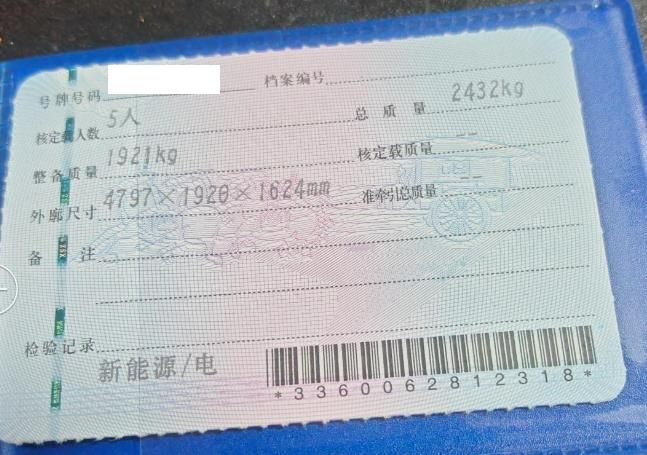 号牌号码 档案编号
核定载人数 5人 总质量 2432kg
整备质量 1921kg 核定载质量 --
外廓尺寸 4797×1920×1624mm 准牵引总质量 --
备注
检验记录
新能源/电
*3360062812318*